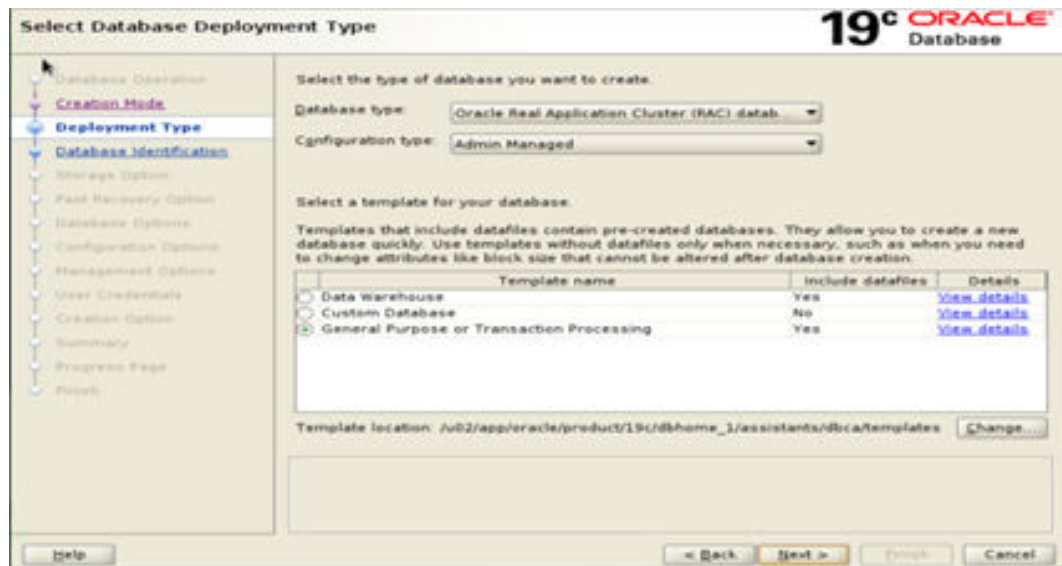 Select Database Deployment Type
19c ORACLE
Database
Database Operation
Creation Mode
Deployment Type
Database Identification
Storage Option
Fast Recovery Option
Database Options
Configuration Options
Management Options
User Credentials
Creation Option
Summary
Progress Page
Finish
Select the type of database you want to create.
Database type: Oracle Real Application Cluster (RAC) datab...
Configuration type: Admin Managed
Select a template for your database.
Templates that include datafiles contain pre-created databases. They allow you to create a new
database quickly. Use templates without datafiles only when necessary, such as when you need
to change attributes like block size that cannot be altered after database creation.
Template name Include datafiles Details
Data Warehouse Yes View details
Custom Database No View details
General Purpose or Transaction Processing Yes View details
Template location: /u02/app/oracle/product/19c/dbhome_1/assistants/dbca/templates Change...
Help < Back Next > Finish Cancel